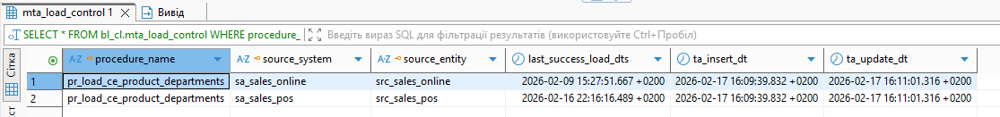 mta_load_control 1 Вивід
SELECT * FROM bl_cl.mta_load_control WHERE procedure_ Введіть вираз SQL для фільтрації результатів (використовуйте Ctrl+Пробіл)
Сітка
A-Z procedure_name A-Z source_system A-Z source_entity last_success_load_dts ta_insert_dt ta_update_dt
1 pr_load_ce_product_departments sa_sales_online src_sales_online 2026-02-09 15:27:51.667 +0200 2026-02-17 16:09:39.832 +0200 2026-02-17 16:11:01.316 +0200
2 pr_load_ce_product_departments sa_sales_pos src_sales_pos 2026-02-16 22:16:16.489 +0200 2026-02-17 16:09:39.832 +0200 2026-02-17 16:11:01.316 +0200